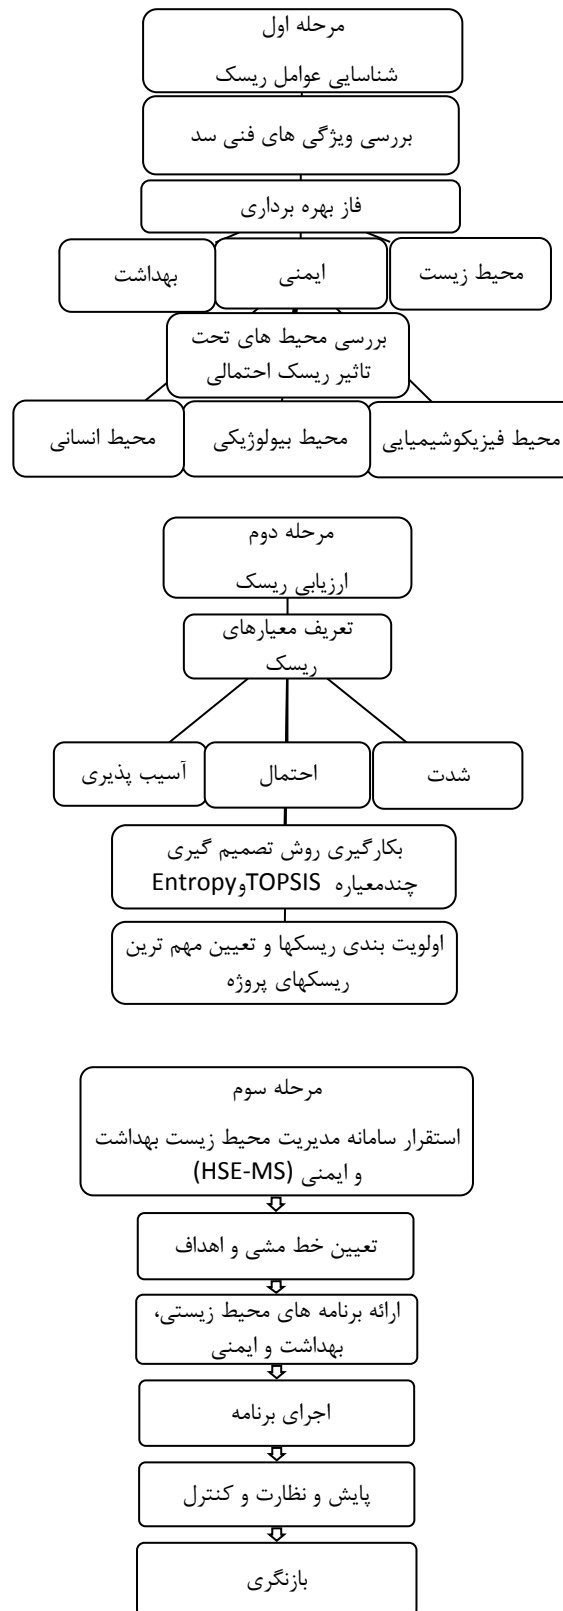 مرحله اول
شناسایی عوامل ریسک
بررسی ویژگی های فنی سد
فاز بهره برداری
محیط زیست
ایمنی
بهداشت
بررسی محیط های تحت
تاثیر ریسک احتمالی
محیط فیزیکوشیمیایی
محیط بیولوژیکی
محیط انسانی
مرحله دوم
ارزیابی ریسک
تعریف معیارهای
ریسک
شدت
احتمال
آسیب پذیری
بکارگیری روش تصمیم گیری
چندمعیاره TOPSISوEntropy
اولویت بندی ریسکها و تعیین مهم ترین
ریسکهای پروژه
مرحله سوم
استقرار سامانه مدیریت محیط زیست بهداشت
و ایمنی (HSE-MS)
تعیین خط مشی و اهداف
ارائه برنامه های محیط زیستی،
بهداشت و ایمنی
اجرای برنامه
پایش و نظارت و کنترل
بازنگری